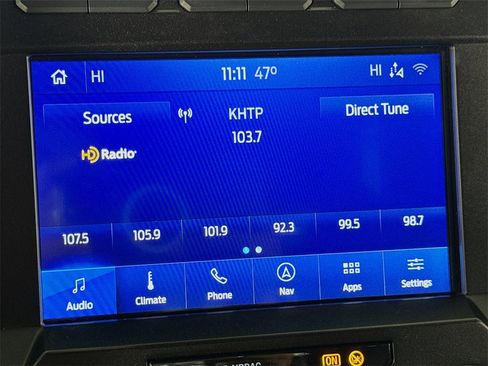 HI 11:11 47° HI
Sources KHTP Direct Tune
103.7
HD Radio
107.5 105.9 101.9 92.3 99.5 98.7
Audio Climate Phone Nav Apps Settings
ON